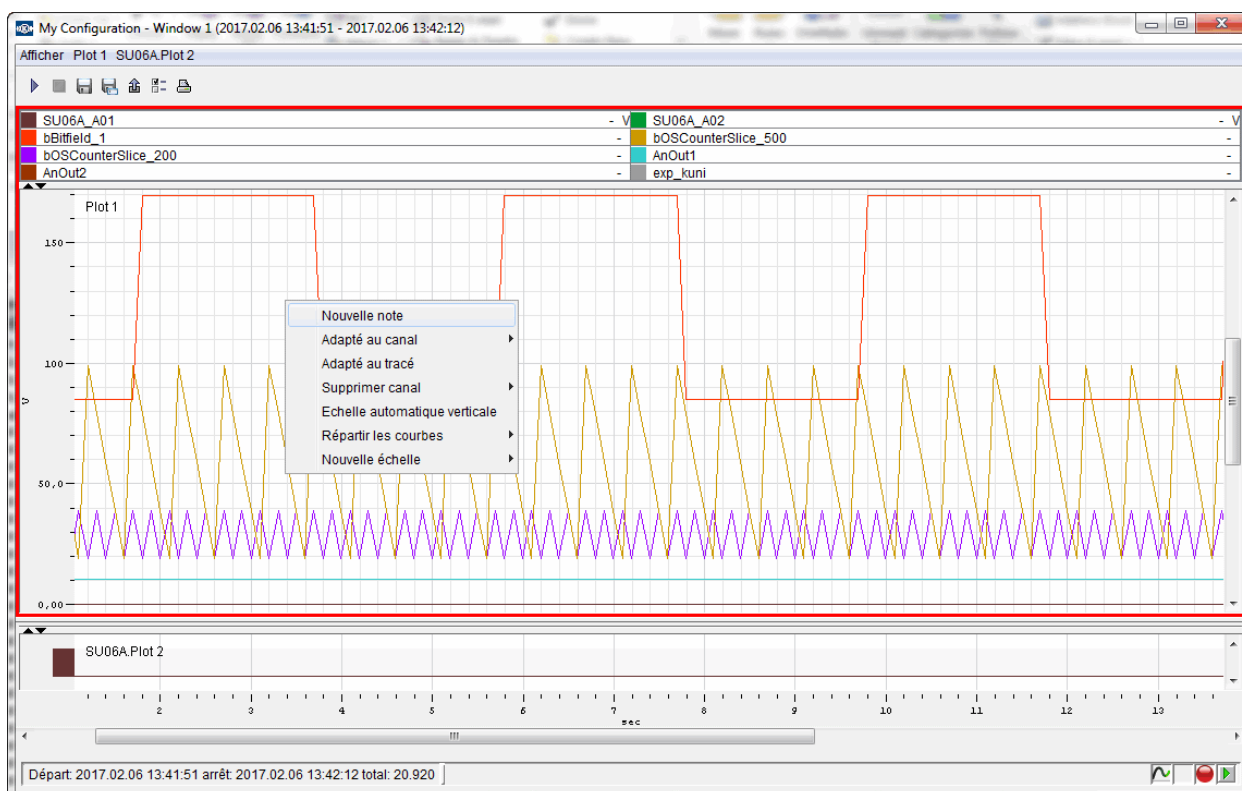 My Configuration - Window 1 (2017.02.06 13:41:51 - 2017.02.06 13:42:12)
Afficher Plot 1 SU06A.Plot 2
SU06A_A01 - V SU06A_A02 - V
bBitfield_1 - bOSCounterSlice_500 -
bOSCounterSlice_200 - AnOut1 -
AnOut2 - exp_kuni -
Plot 1
150
100
50,0
0,00
V
Nouvelle note
Adapté au canal
Adapté au tracé
Supprimer canal
Echelle automatique verticale
Répartir les courbes
Nouvelle échelle
SU06A.Plot 2
2 3 4 5 6 7 8 9 10 11 12 13
sec
Départ: 2017.02.06 13:41:51 arrêt: 2017.02.06 13:42:12 total: 20.920